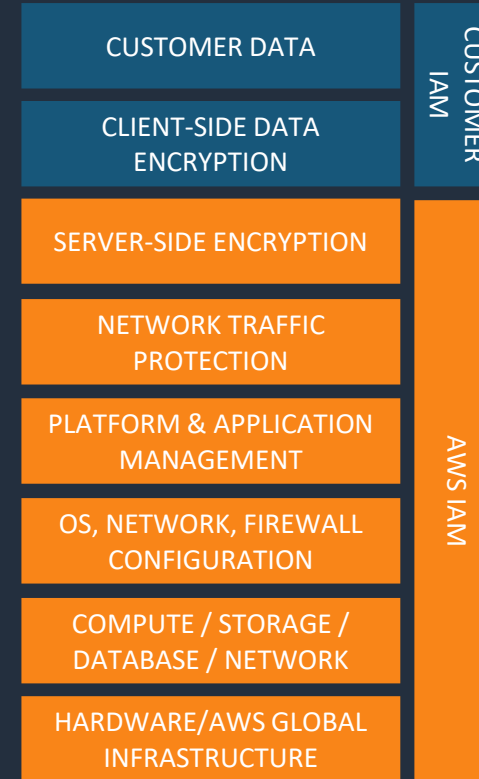 CUSTOMER DATA
CUSTOMER
IAM
CLIENT-SIDE DATA
ENCRYPTION
SERVER-SIDE ENCRYPTION
NETWORK TRAFFIC
PROTECTION
PLATFORM & APPLICATION
MANAGEMENT
OS, NETWORK, FIREWALL
CONFIGURATION
COMPUTE / STORAGE /
DATABASE / NETWORK
HARDWARE/AWS GLOBAL
INFRASTRUCTURE
AWS IAM